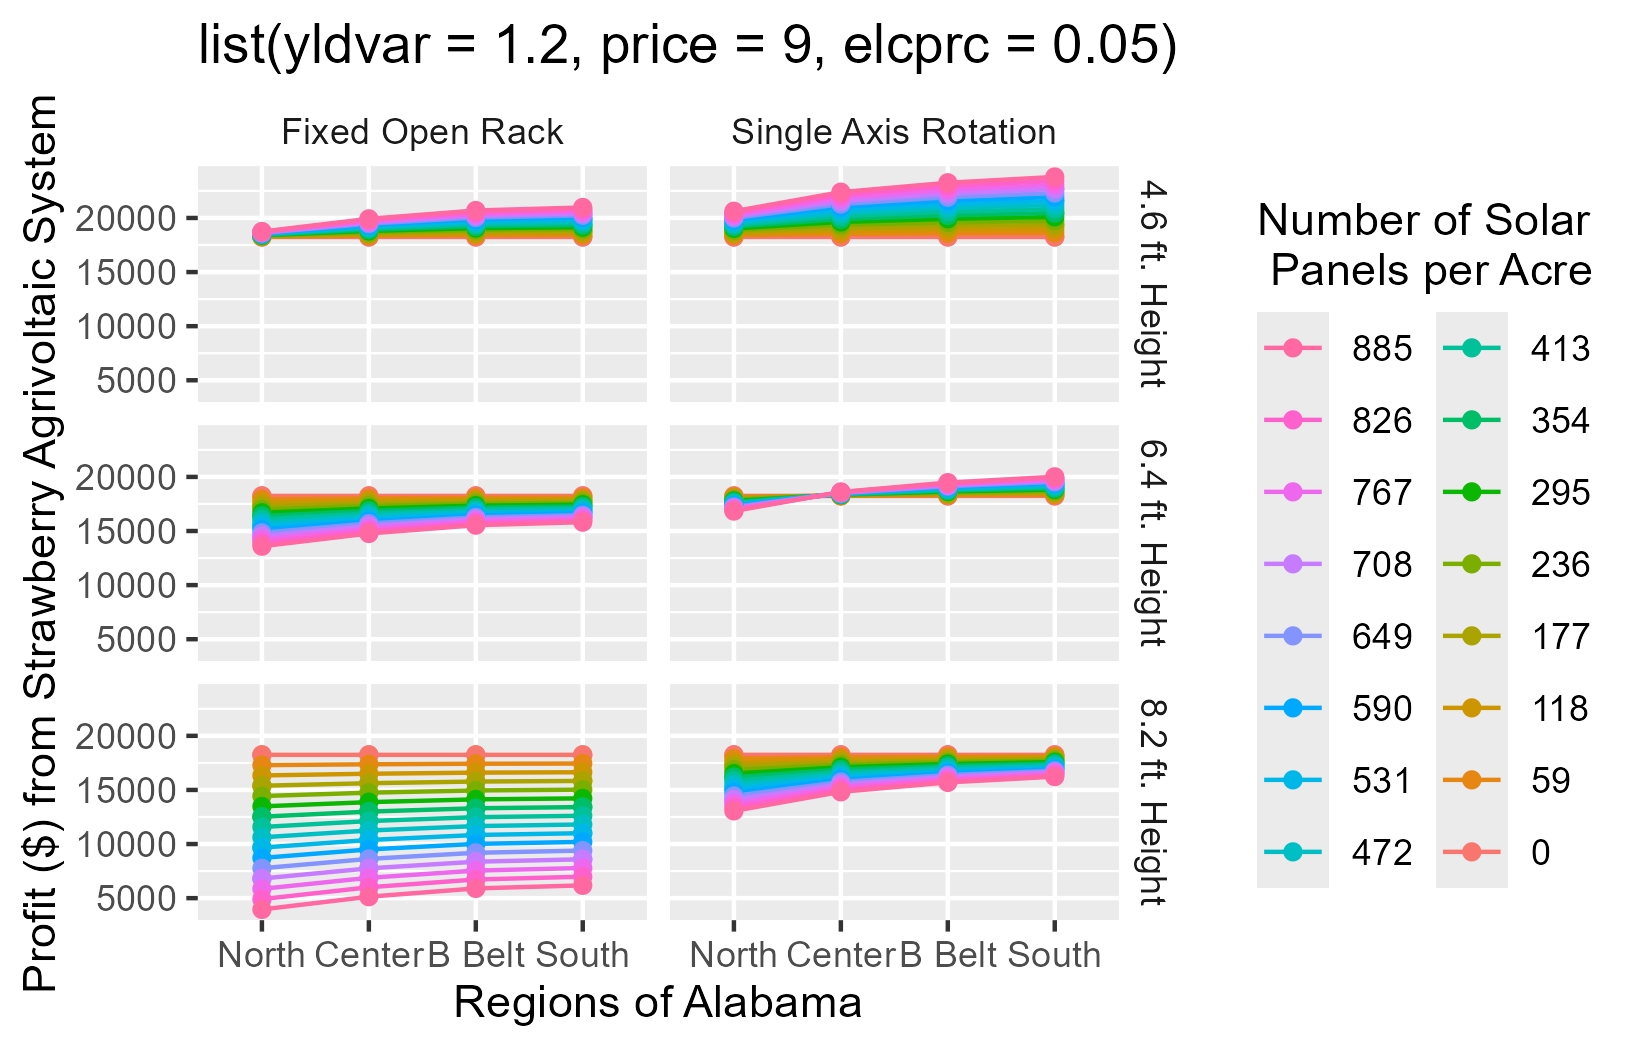 list(yldvar = 1.2, price = 9, elcprc = 0.05)
Profit ($) from Strawberry Agrivoltaic System
Fixed Open Rack
Single Axis Rotation
20000
15000
10000
5000
4.6 ft. Height
20000
15000
10000
5000
6.4 ft. Height
20000
15000
10000
5000
8.2 ft. Height
North Center B Belt South
North Center B Belt South
Regions of Alabama
Number of Solar
Panels per Acre
885
826
767
708
649
590
531
472
413
354
295
236
177
118
59
0